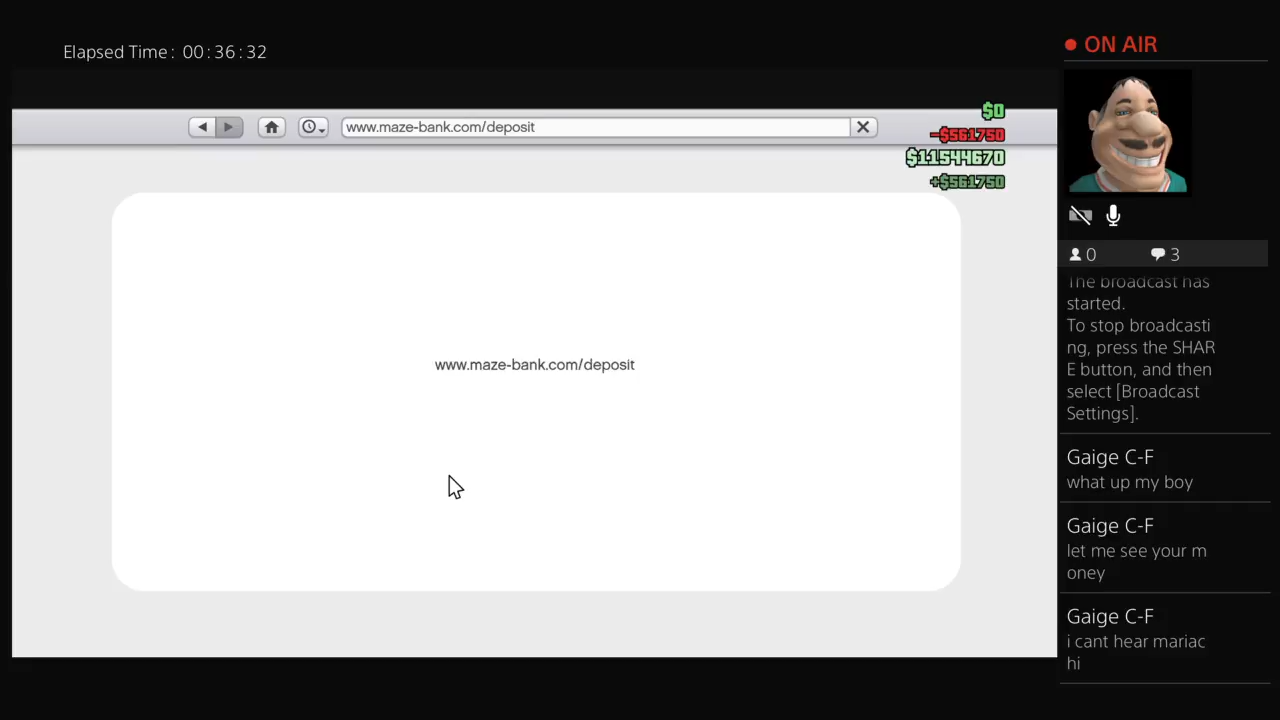 Elapsed Time: 00:36:32
ON AIR
www.maze-bank.com/deposit
$0
-$561750
$11544670
+$561750
0
3
The broadcast has
started.
To stop broadcasti
ng, press the SHAR
E button, and then
select [Broadcast
Settings].
www.maze-bank.com/deposit
Gaige C-F
what up my boy
Gaige C-F
let me see your m
oney
Gaige C-F
i cant hear mariac
hi